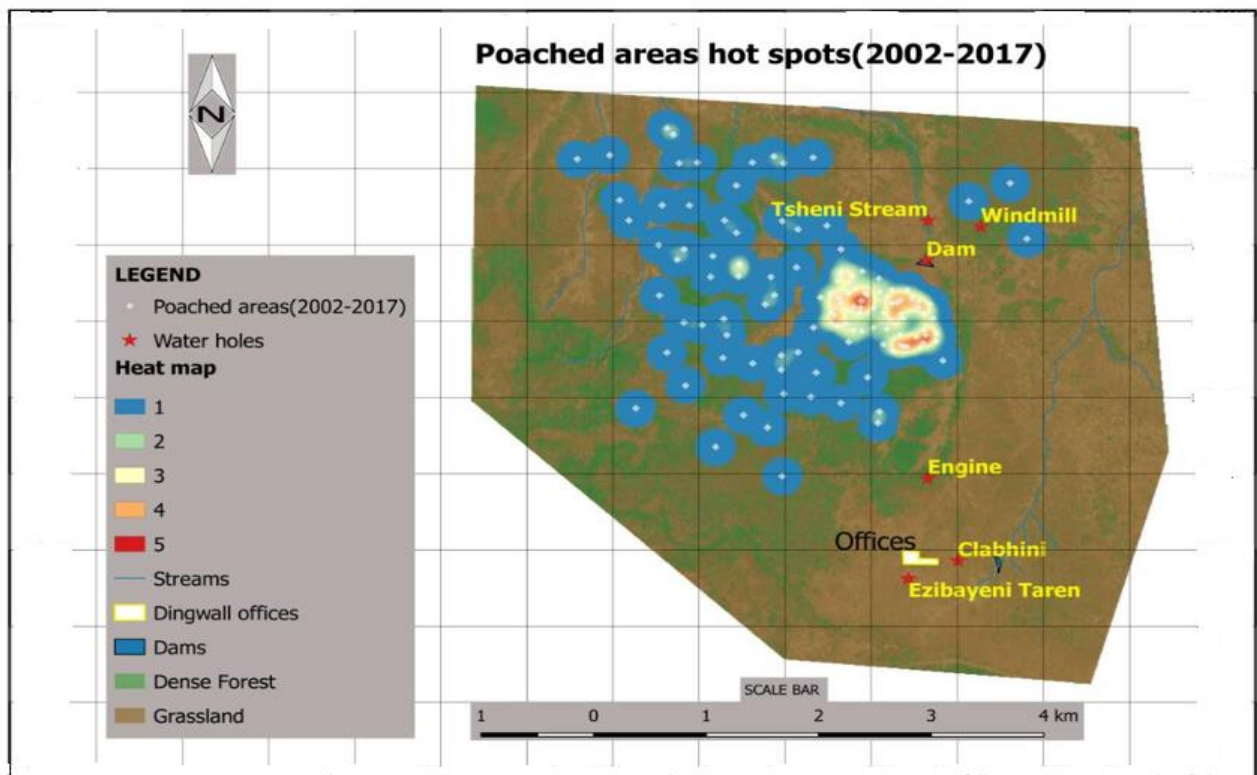 Poached areas hot spots(2002-2017)
N
Tsheni Stream
Windmill
Dam
LEGEND
Poached areas(2002-2017)
Water holes
Heat map
1
2
3
4
5
Streams
Dingwall offices
Dams
Dense Forest
Grassland
Engine
Offices
Clabhini
Ezibayeni Taren
SCALE BAR
1 0 1 2 3 4 km